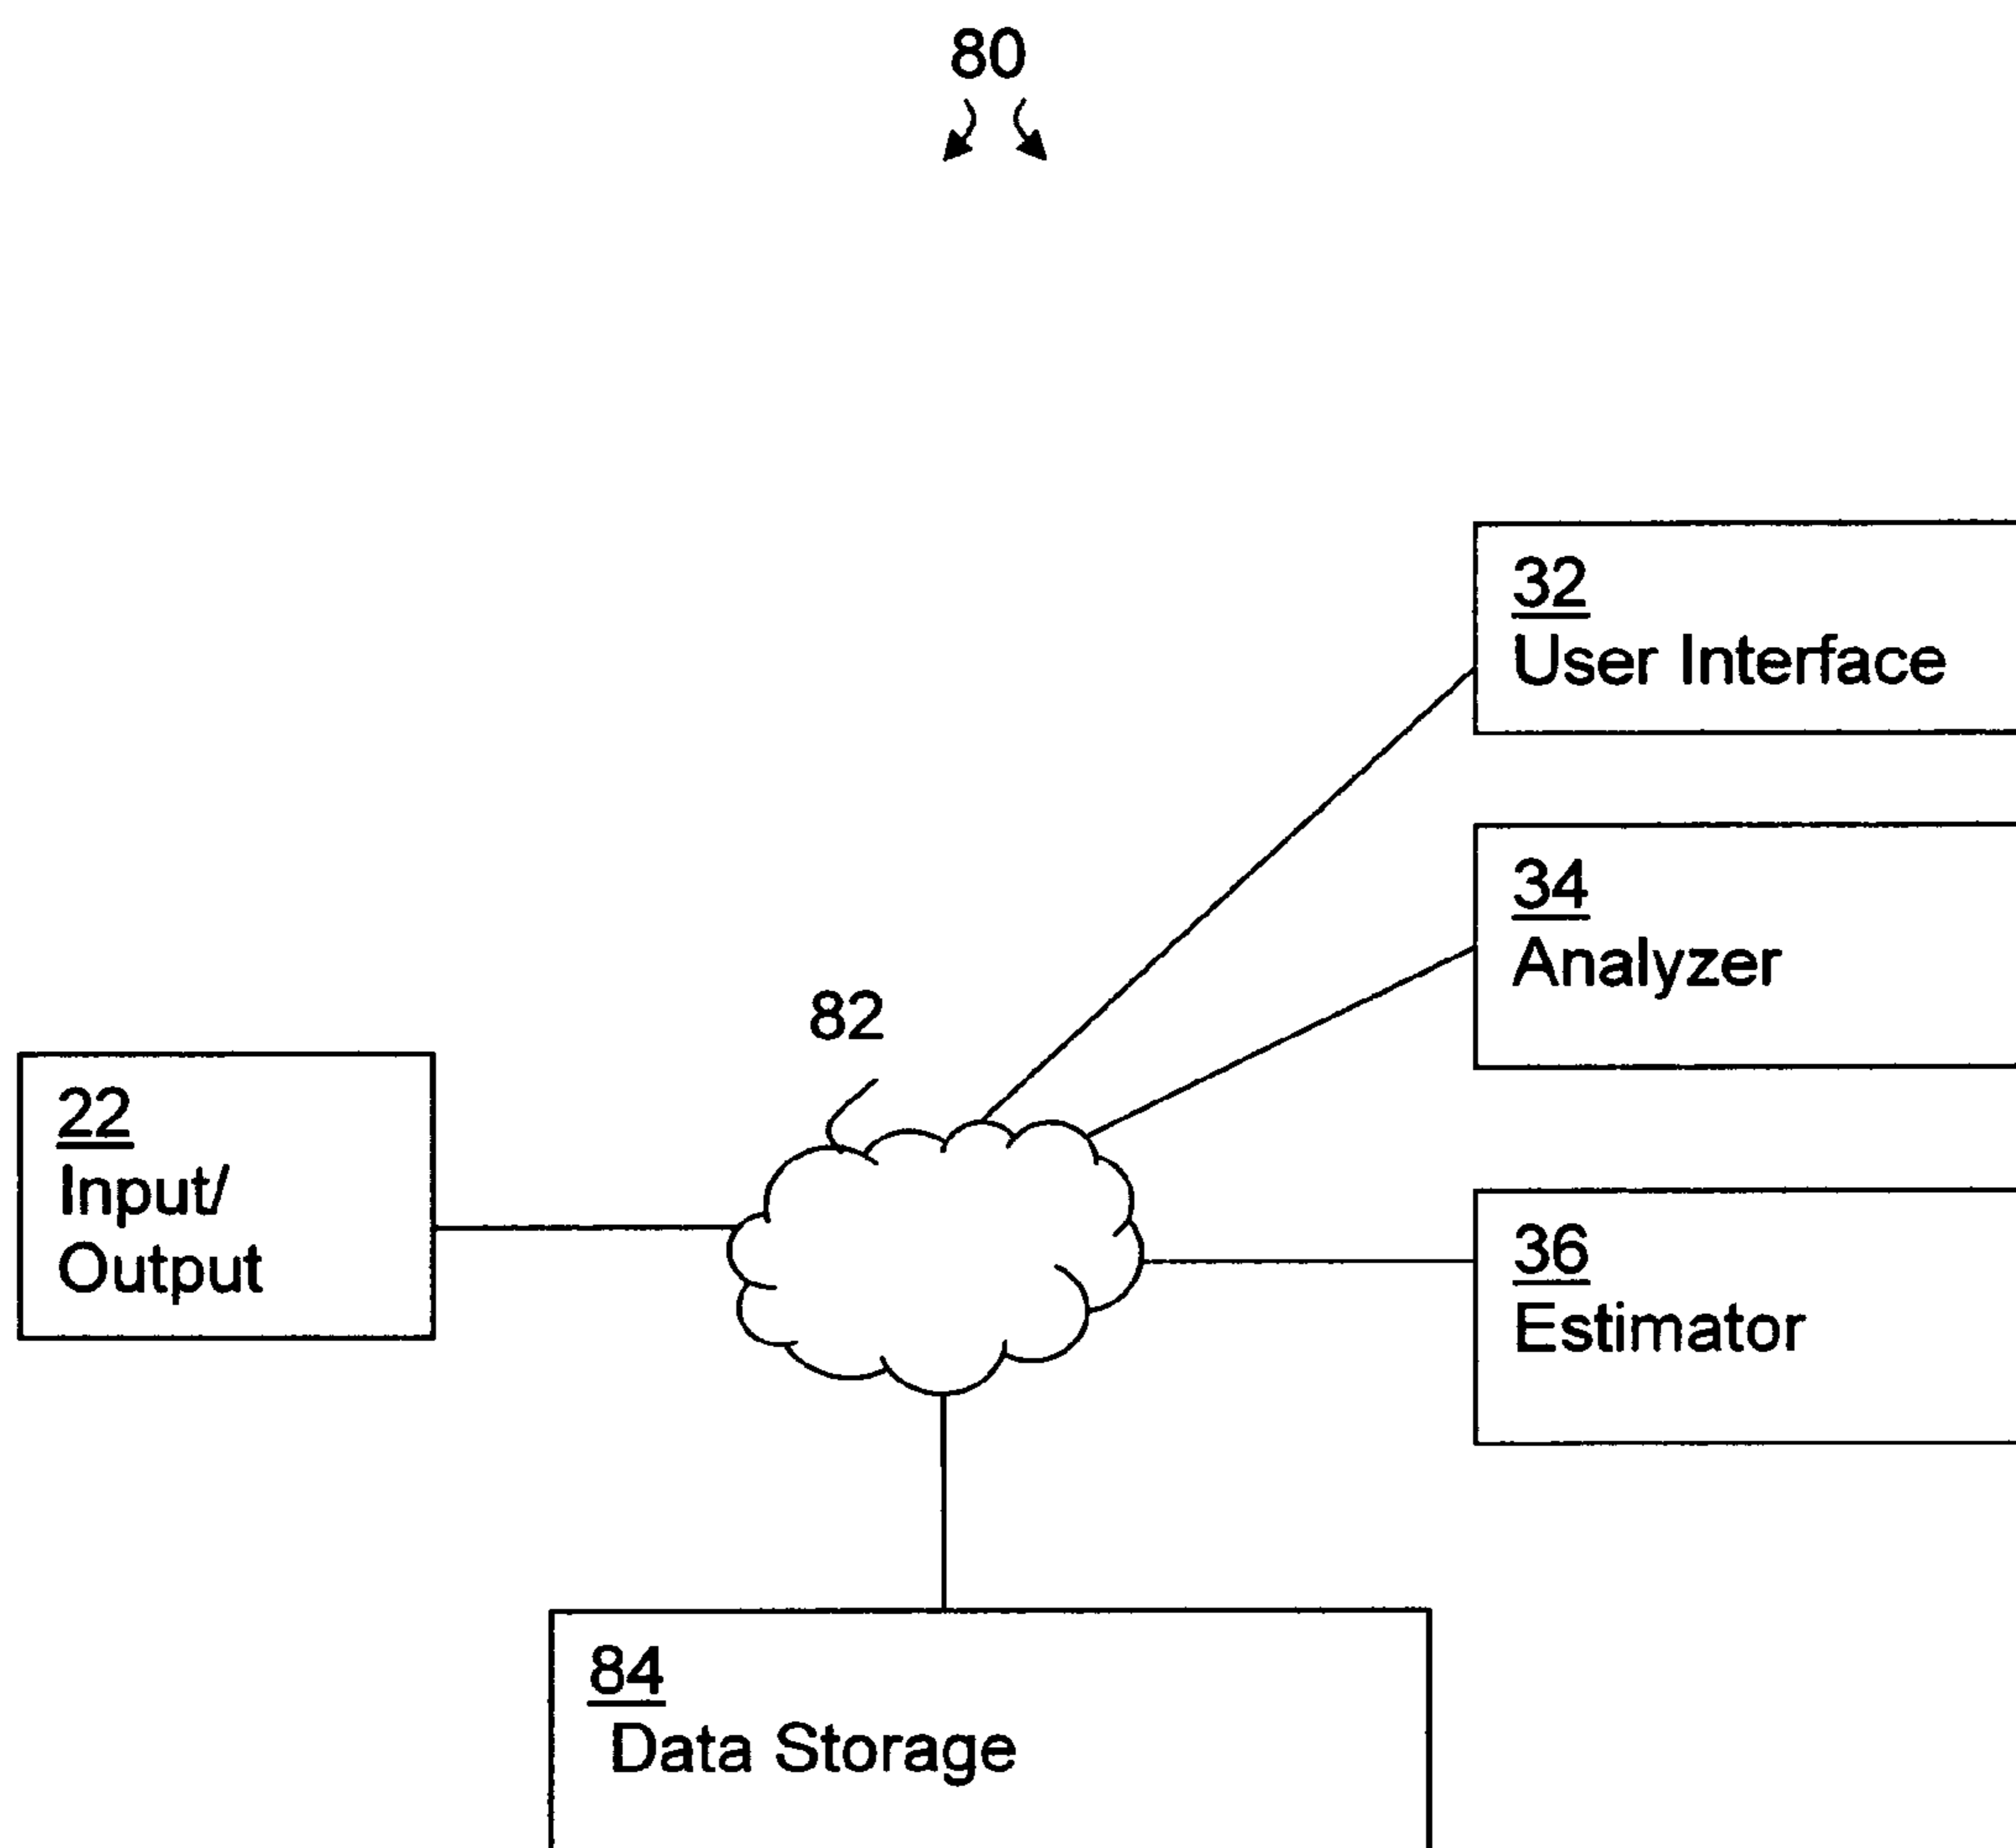 80
32
User Interface
34
Analyzer
82
22
Input/
Output
36
Estimator
84
Data Storage